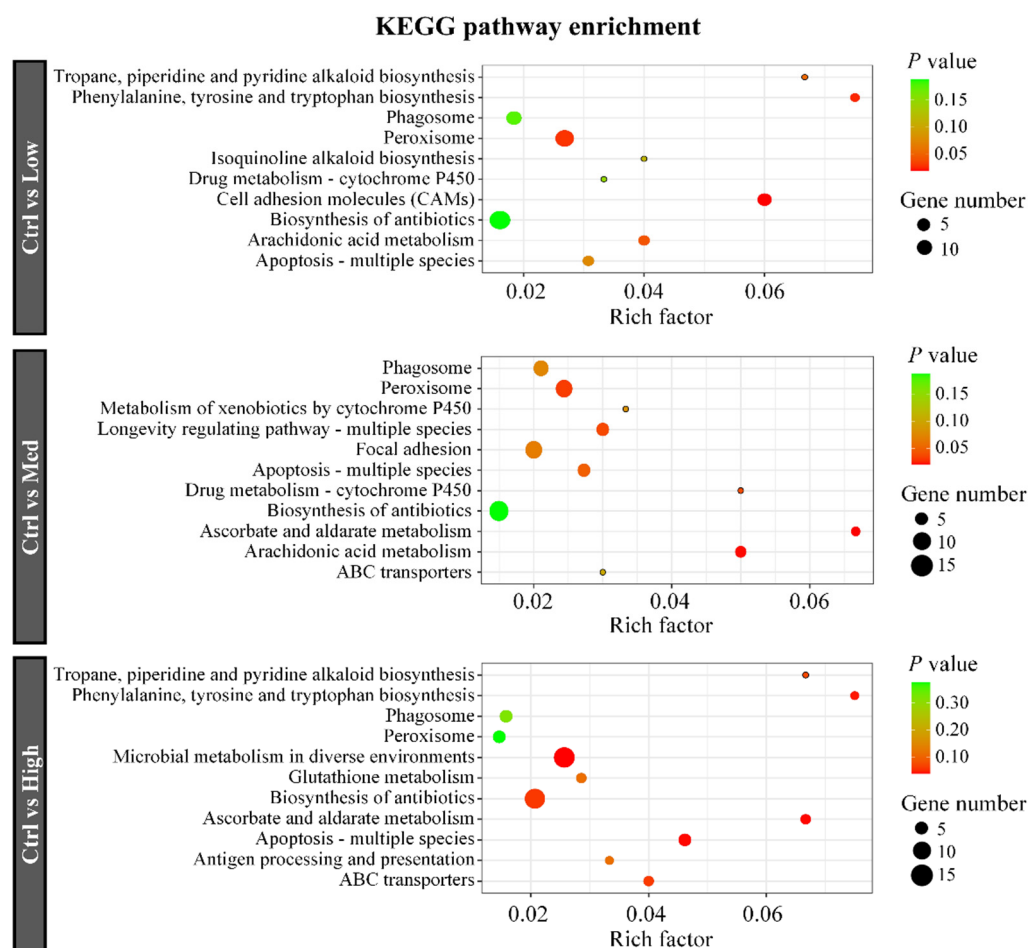 KEGG pathway enrichment
Ctrl vs Low
Tropane, piperidine and pyridine alkaloid biosynthesis
Phenylalanine, tyrosine and tryptophan biosynthesis
Phagosome
Peroxisome
Isoquinoline alkaloid biosynthesis
Drug metabolism - cytochrome P450
Cell adhesion molecules (CAMs)
Biosynthesis of antibiotics
Arachidonic acid metabolism
Apoptosis - multiple species
0.02 0.04 0.06
Rich factor
P value
0.15
0.10
0.05
Gene number
5
10
Ctrl vs Med
Phagosome
Peroxisome
Metabolism of xenobiotics by cytochrome P450
Longevity regulating pathway - multiple species
Focal adhesion
Apoptosis - multiple species
Drug metabolism - cytochrome P450
Biosynthesis of antibiotics
Ascorbate and aldarate metabolism
Arachidonic acid metabolism
ABC transporters
0.02 0.04 0.06
Rich factor
P value
0.15
0.10
0.05
Gene number
5
10
15
Ctrl vs High
Tropane, piperidine and pyridine alkaloid biosynthesis
Phenylalanine, tyrosine and tryptophan biosynthesis
Phagosome
Peroxisome
Microbial metabolism in diverse environments
Glutathione metabolism
Biosynthesis of antibiotics
Ascorbate and aldarate metabolism
Apoptosis - multiple species
Antigen processing and presentation
ABC transporters
0.02 0.04 0.06
Rich factor
P value
0.30
0.20
0.10
Gene number
5
10
15